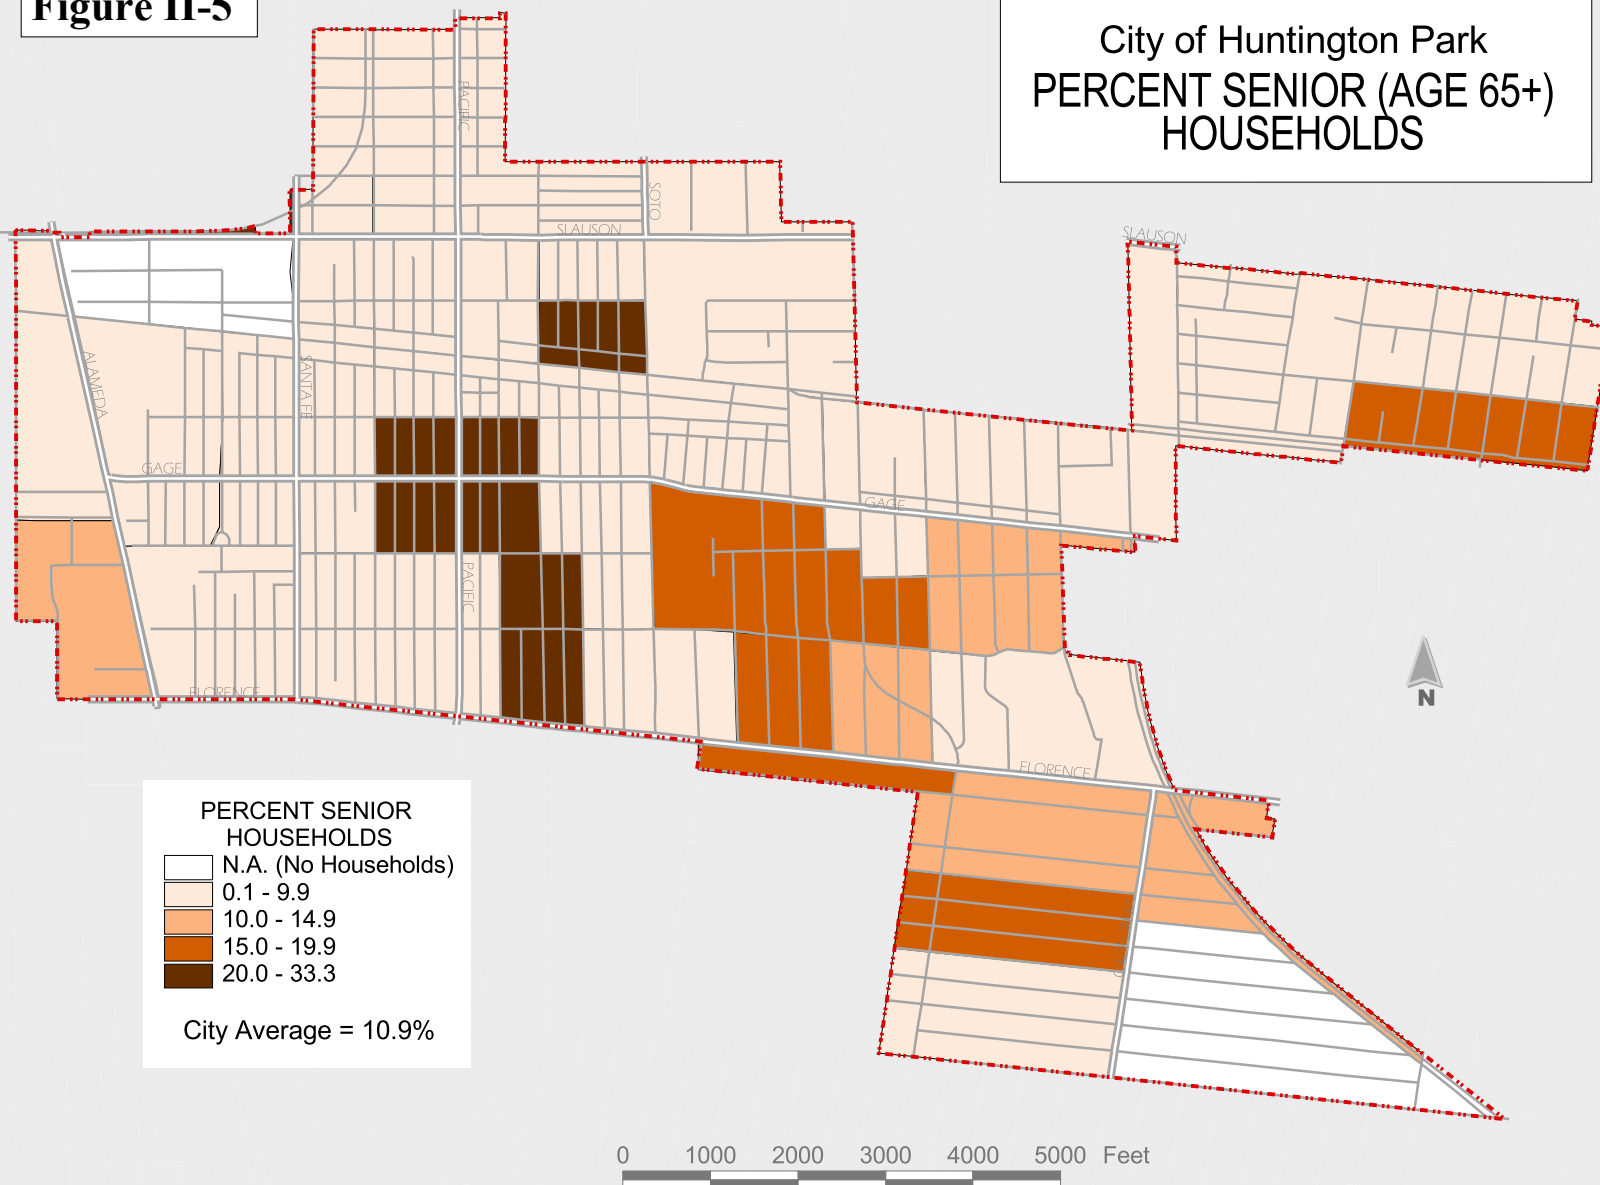 Figure II-5
City of Huntington Park
PERCENT SENIOR (AGE 65+)
HOUSEHOLDS
PACIFIC
SOTO
SLAUSON
SLAUSON
ALAMEDA
SANTA FE
GAGE
GAGE
PACIFIC
FLORENCE
FLORENCE
N
PERCENT SENIOR
HOUSEHOLDS
N.A. (No Households)
0.1 - 9.9
10.0 - 14.9
15.0 - 19.9
20.0 - 33.3
City Average = 10.9%
0 1000 2000 3000 4000 5000 Feet